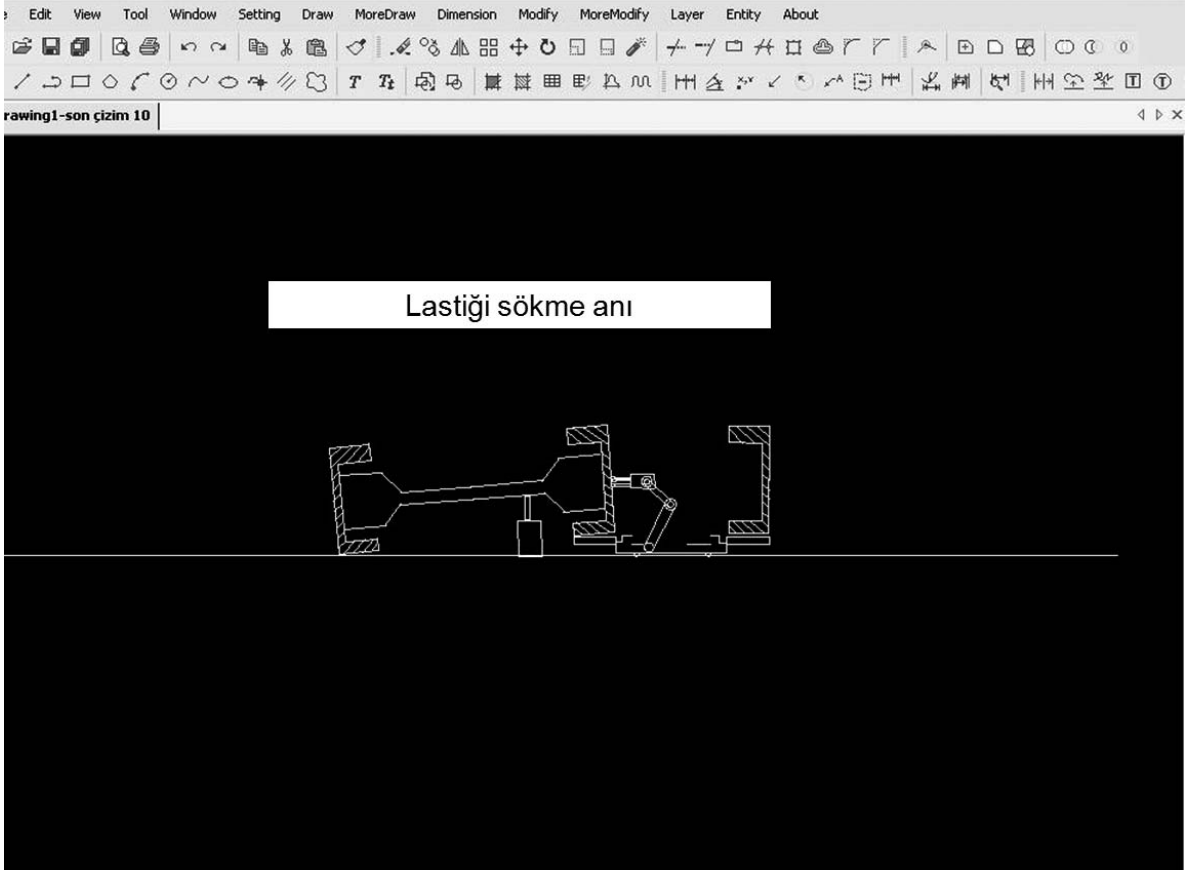 Edit View Tool Window Setting Draw MoreDraw Dimension Modify MoreModify Layer Entity About
rawing1-son çizim 10
Lastiği sökme anı